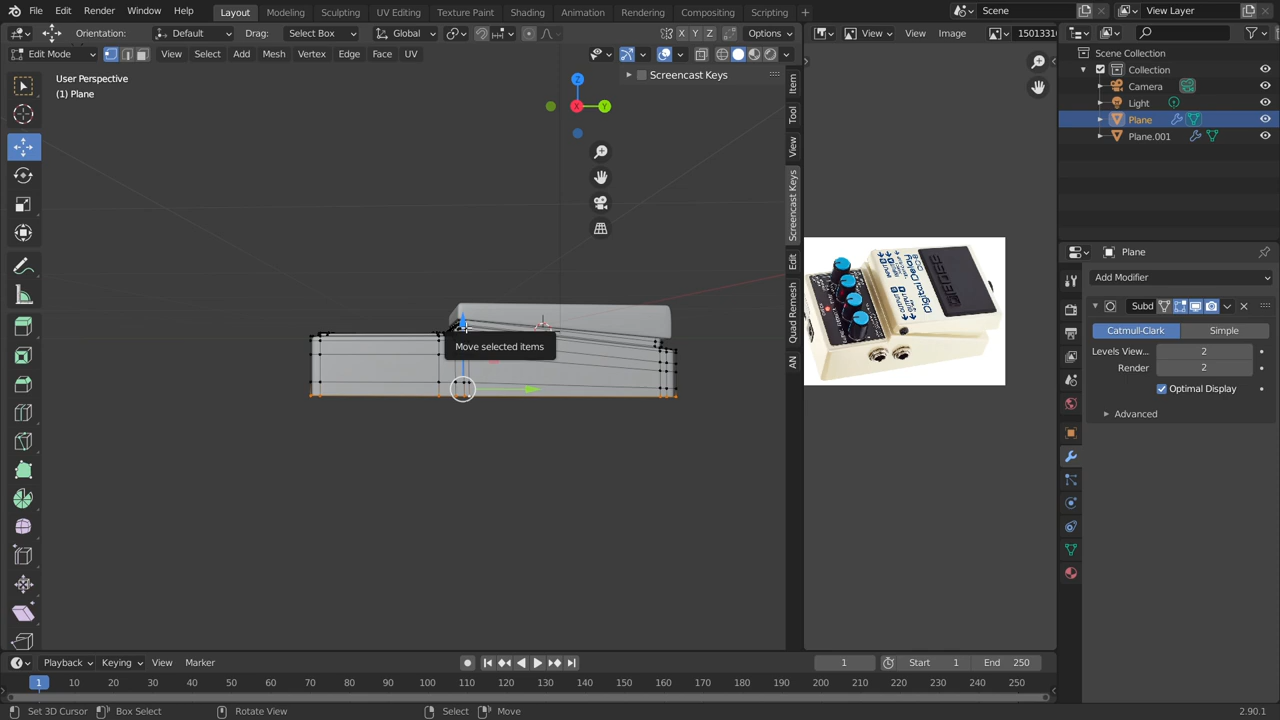 File Edit Render Window Help Layout Modeling Sculpting UV Editing Texture Paint Shading Animation Rendering Compositing Scripting Scene View Layer
Orientation: Default Drag: Select Box Global Options View Image 1501331
Edit Mode View Select Add Mesh Vertex Edge Face UV
User Perspective
(1) Plane
Screencast Keys
Z
Y
X
Item
Tool
View
Screencast Keys
Edit
Quad Remesh
AN
Move selected items
BOSS
Digital Delay
Scene Collection
Collection
Camera
Light
Plane
Plane.001
Plane
Add Modifier
Subd
Catmull-Clark Simple
Levels View... 2
Render 2
Optimal Display
Advanced
Playback Keying View Marker 1 Start 1 End 250
1 10 20 30 40 50 60 70 80 90 100 110 120 130 140 150 160 170 180 190 200 210 220 230 240 250
Set 3D Cursor Box Select Rotate View Select Move 2.90.1